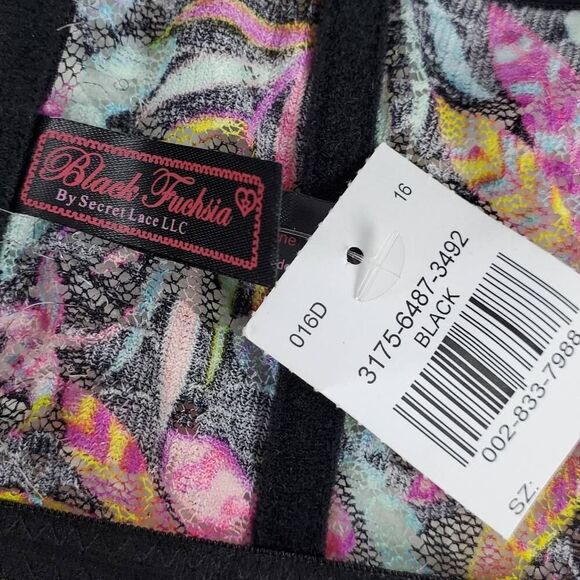 Black Fuchsia
By Secret Lace LLC
16
016D
3175-6487-3492
BLACK
002-833-7988
SZ: